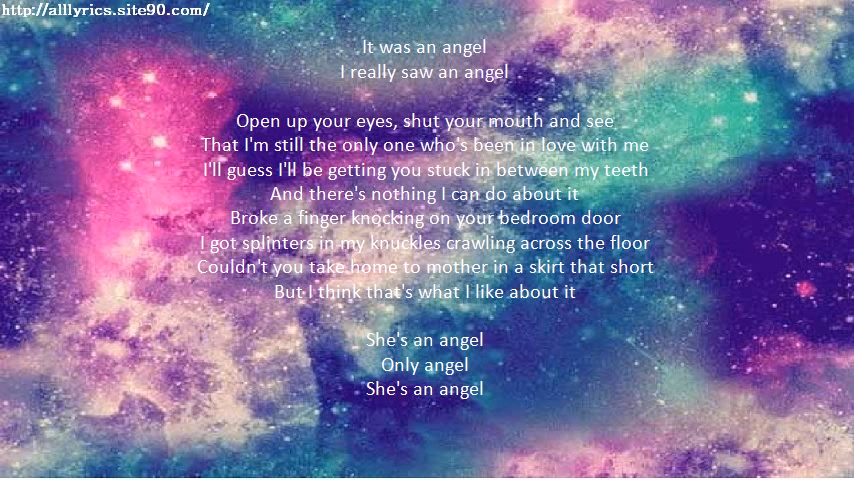 http://alllyrics.site90.com/
It was an angel
I really saw an angel
Open up your eyes, shut your mouth and see
That I'm still the only one who's been in love with me
I'll guess I'll be getting you stuck in between my teeth
And there's nothing I can do about it
Broke a finger knocking on your bedroom door
I got splinters in my knuckles crawling across the floor
Couldn't you take home to mother in a skirt that short
But I think that's what I like about it
She's an angel
Only angel
She's an angel